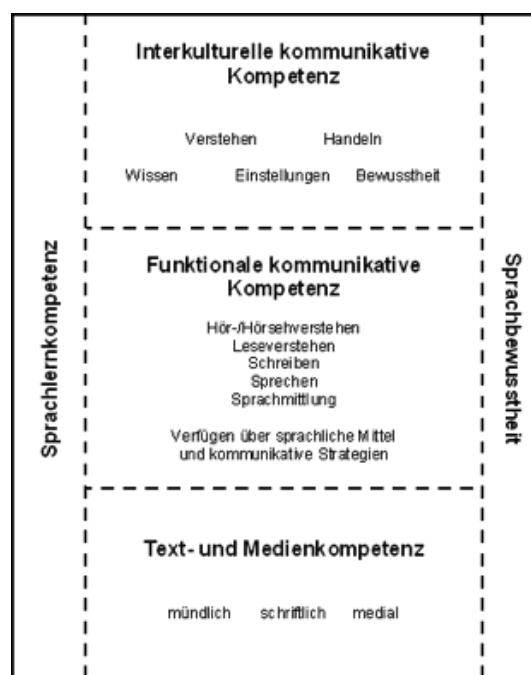 Interkulturelle kommunikative
Kompetenz
Verstehen Handeln
Wissen Einstellungen Bewusstheit
Sprachlernkompetenz
Funktionale kommunikative
Kompetenz
Hör-/Hörsehverstehen
Leseverstehen
Schreiben
Sprechen
Sprachmittlung
Verfügen über sprachliche Mittel
und kommunikative Strategien
Sprachbewusstheit
Text- und Medienkompetenz
mündlich schriftlich medial